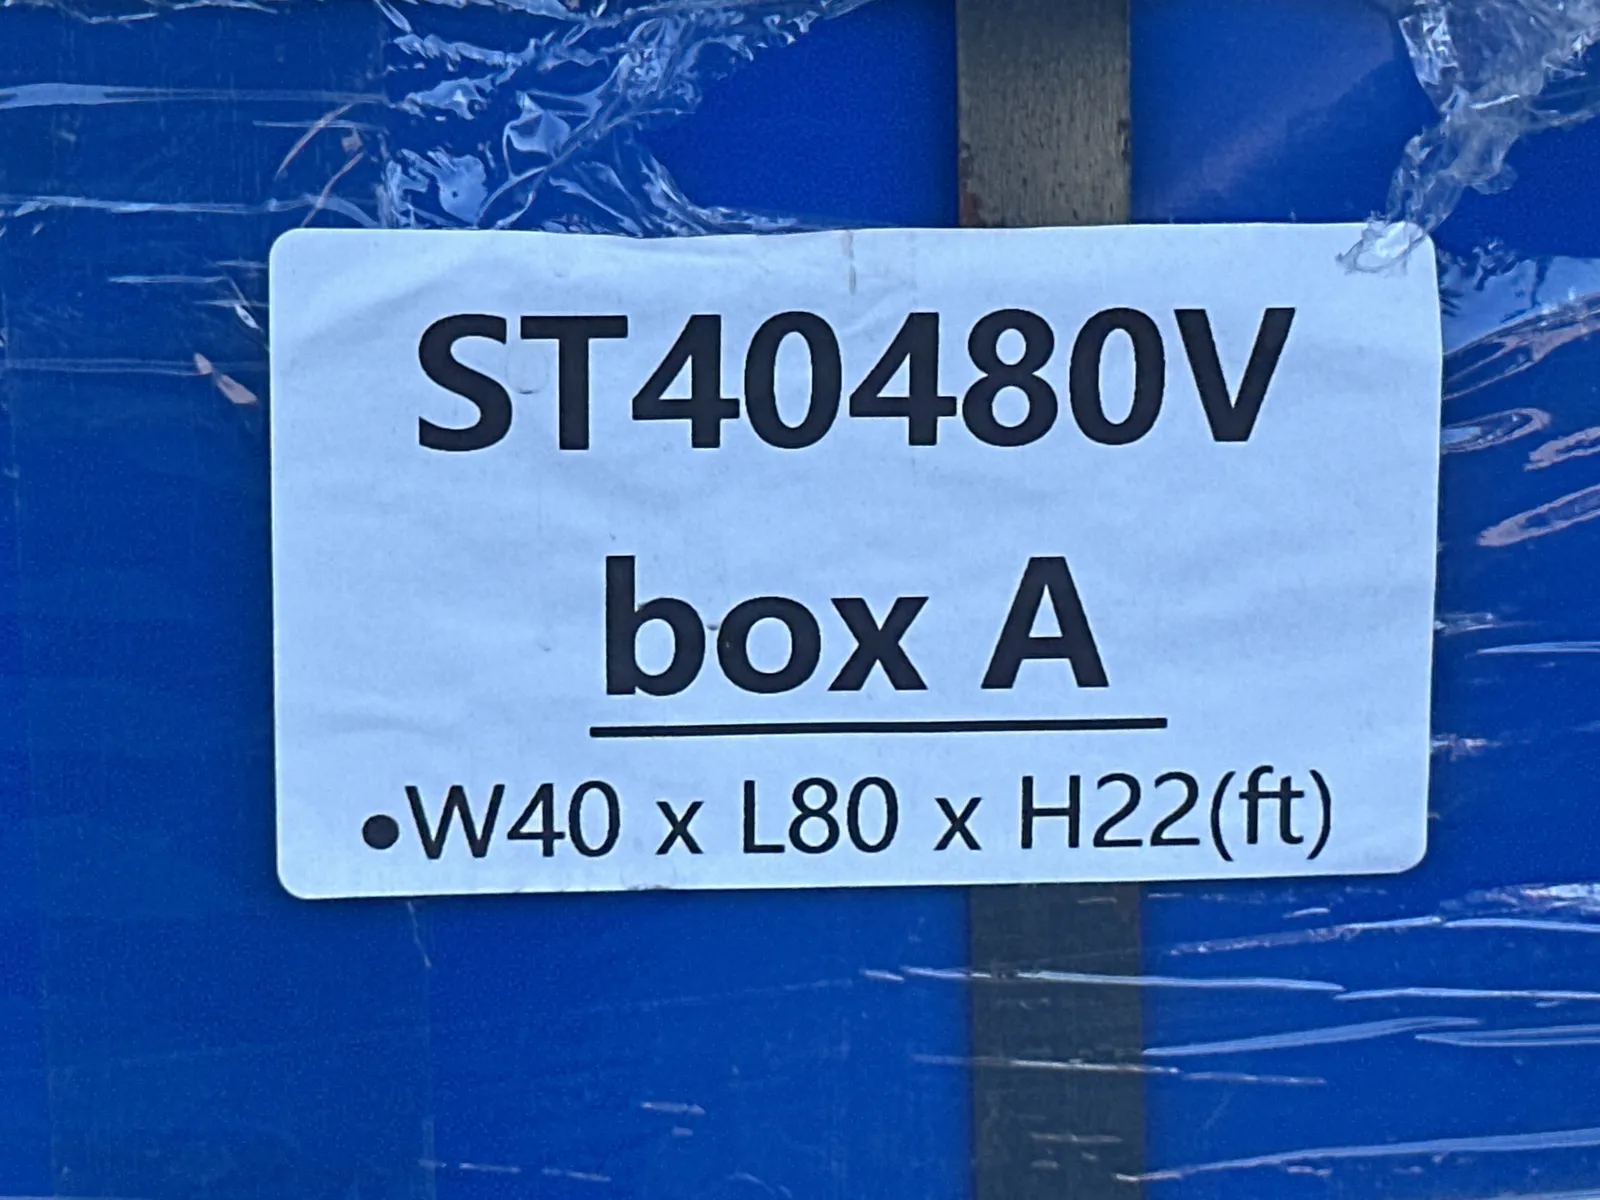 ST40480V
box A
•W40 x L80 x H22(ft)